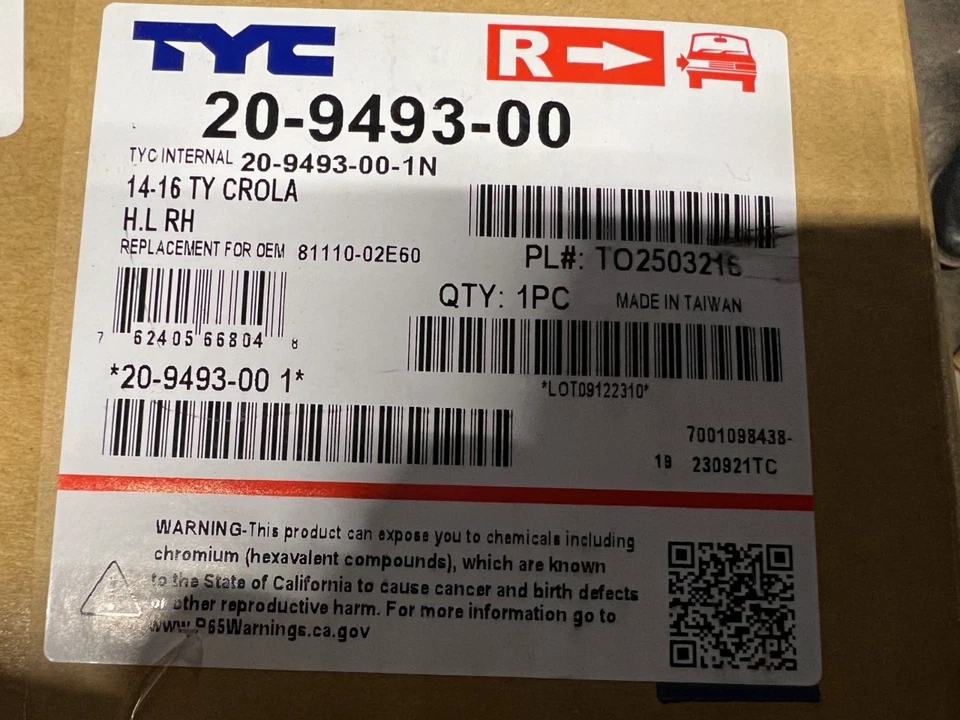 TYC
R
20-9493-00
TYC INTERNAL 20-9493-00-1N
14-16 TY CROLA
H.L RH
REPLACEMENT FOR OEM 81110-02E60
PL#: TO2503216
QTY: 1PC MADE IN TAIWAN
7 62405 66804 8
*LOT09122310*
*20-9493-00 1*
7001098438-
19 230921TC
WARNING-This product can expose you to chemicals including
chromium (hexavalent compounds), which are known
to the State of California to cause cancer and birth defects
or other reproductive harm. For more information go to
www.P65Warnings.ca.gov